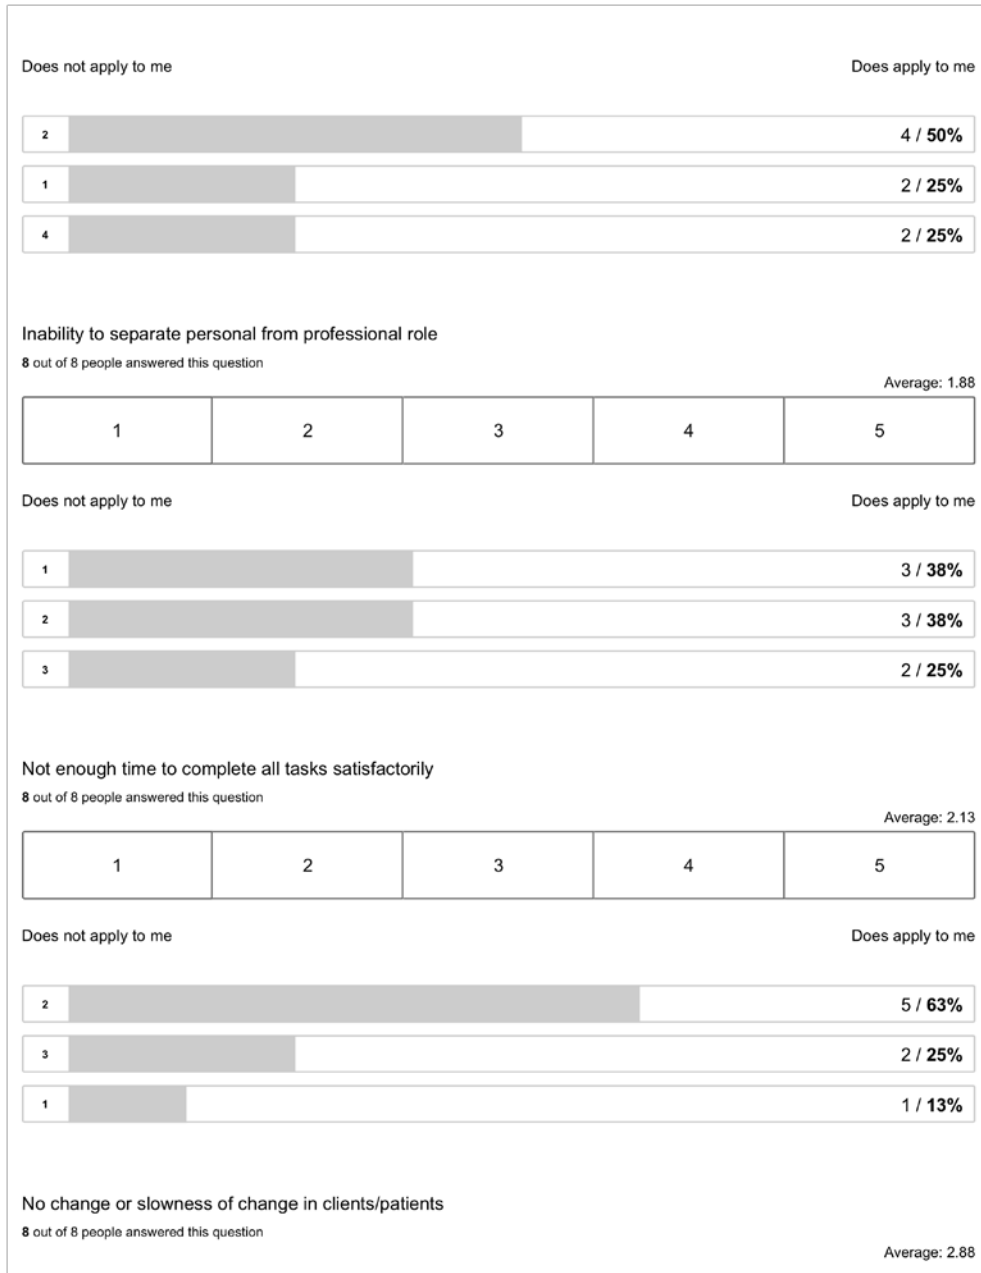 Does not apply to me Does apply to me
2 4 / 50%
1 2 / 25%
4 2 / 25%
Inability to separate personal from professional role
8 out of 8 people answered this question
Average: 1.88
1 2 3 4 5
Does not apply to me Does apply to me
1 3 / 38%
2 3 / 38%
3 2 / 25%
Not enough time to complete all tasks satisfactorily
8 out of 8 people answered this question
Average: 2.13
1 2 3 4 5
Does not apply to me Does apply to me
2 5 / 63%
3 2 / 25%
1 1 / 13%
No change or slowness of change in clients/patients
8 out of 8 people answered this question
Average: 2.88